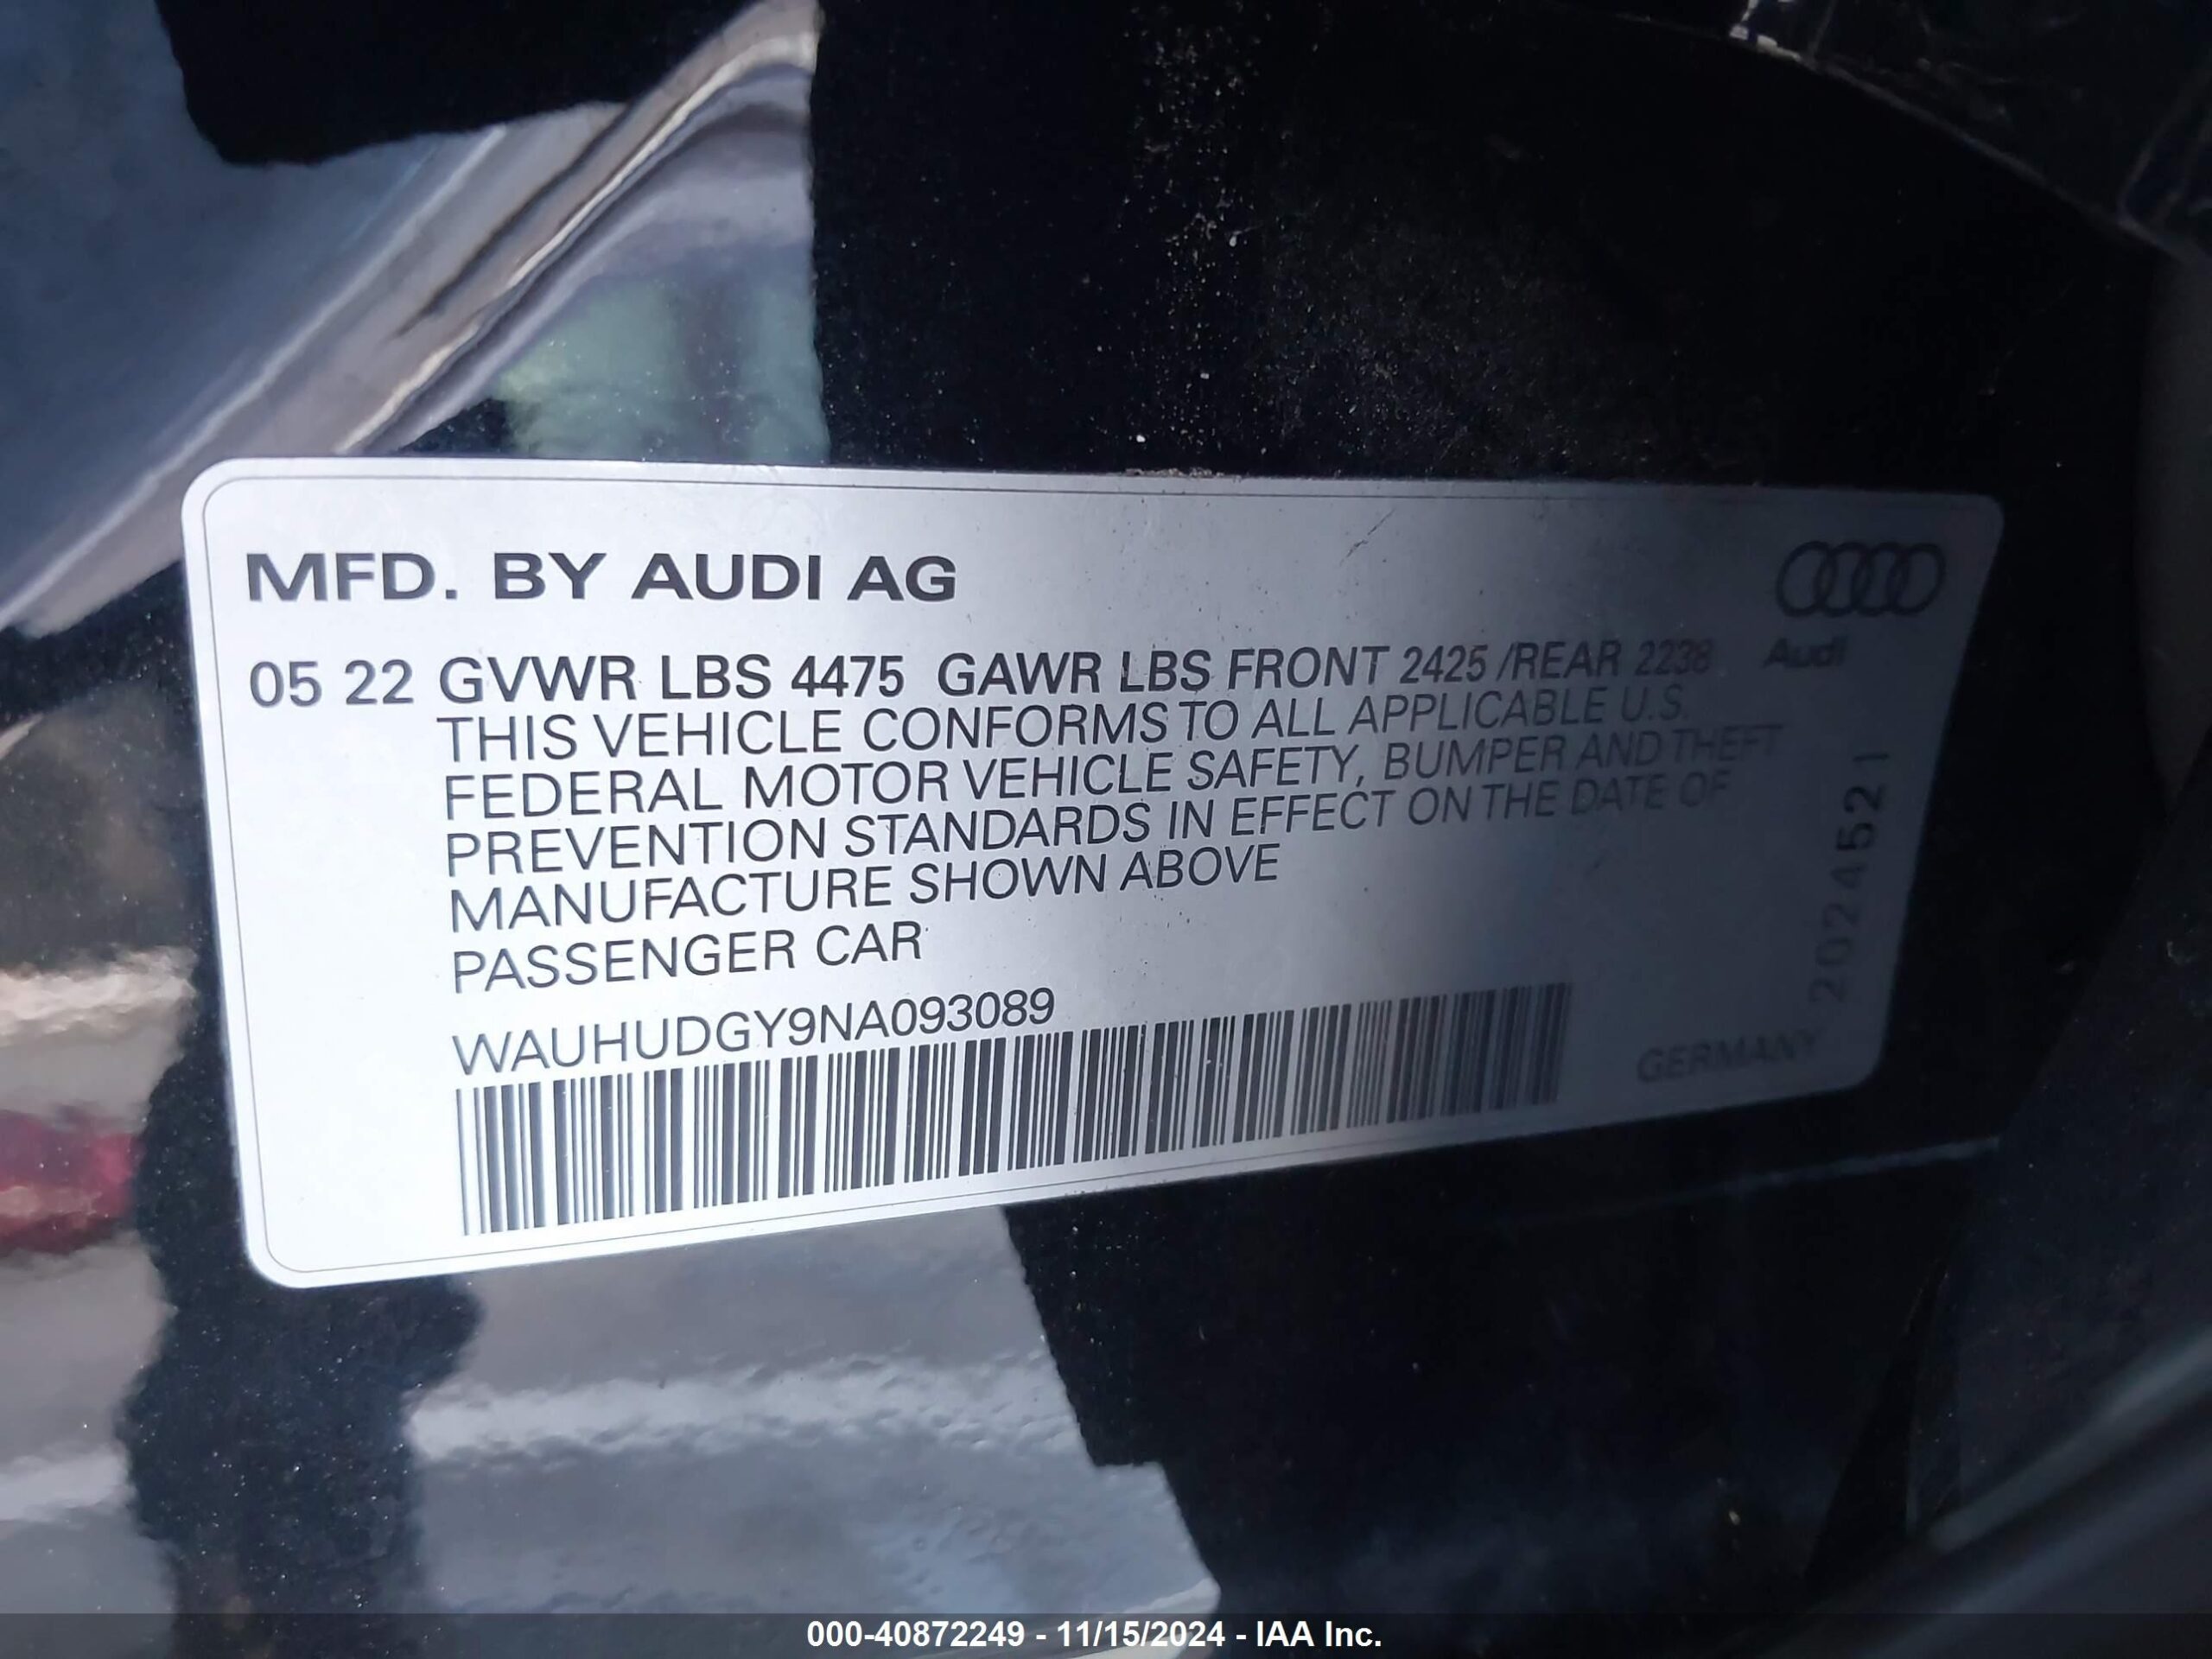 MFD. BY AUDI AG
05 22 GVWR LBS 4475 GAWR LBS FRONT 2425 /REAR 2238
Audi
THIS VEHICLE CONFORMS TO ALL APPLICABLE U.S.
FEDERAL MOTOR VEHICLE SAFETY, BUMPER AND THEFT
PREVENTION STANDARDS IN EFFECT ON THE DATE OF
MANUFACTURE SHOWN ABOVE
PASSENGER CAR
WAUHUDGY9NA093089
GERMANY
2024521
000-40872249 - 11/15/2024 - IAA Inc.